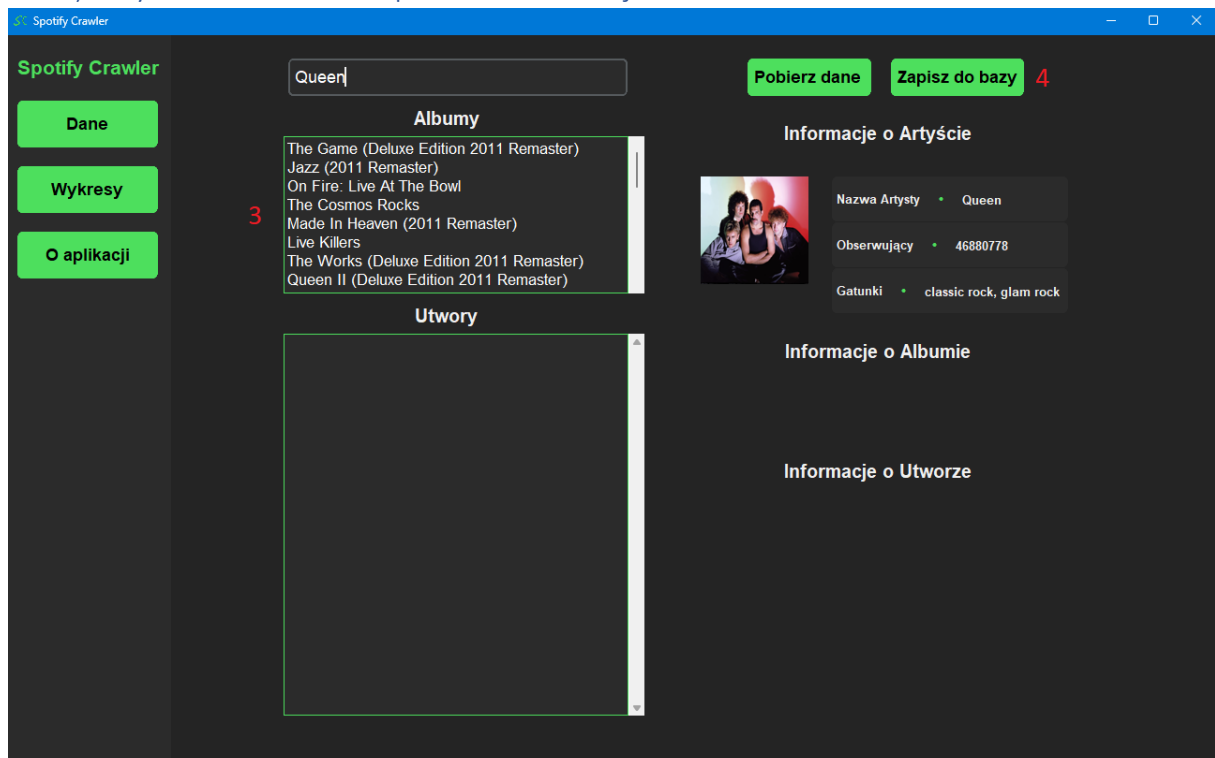 Spotify Crawler
Spotify Crawler
Dane
Wykresy
O aplikacji
Queen
Pobierz dane
Zapisz do bazy
4
Albumy
3
The Game (Deluxe Edition 2011 Remaster)
Jazz (2011 Remaster)
On Fire: Live At The Bowl
The Cosmos Rocks
Made In Heaven (2011 Remaster)
Live Killers
The Works (Deluxe Edition 2011 Remaster)
Queen II (Deluxe Edition 2011 Remaster)
Utwory
Informacje o Artyście
Nazwa Artysty • Queen
Obserwujący • 46880778
Gatunki • classic rock, glam rock
Informacje o Albumie
Informacje o Utworze